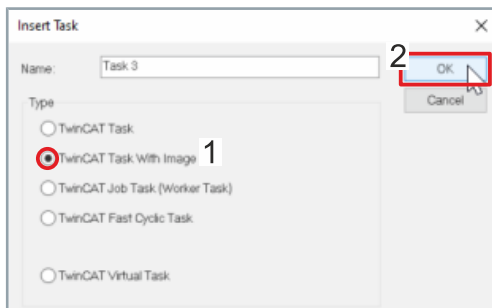 Insert Task
Name: Task 3
2
OK
Cancel
Type
TwinCAT Task
TwinCAT Task With Image 1
TwinCAT Job Task (Worker Task)
TwinCAT Fast Cyclic Task
TwinCAT Virtual Task